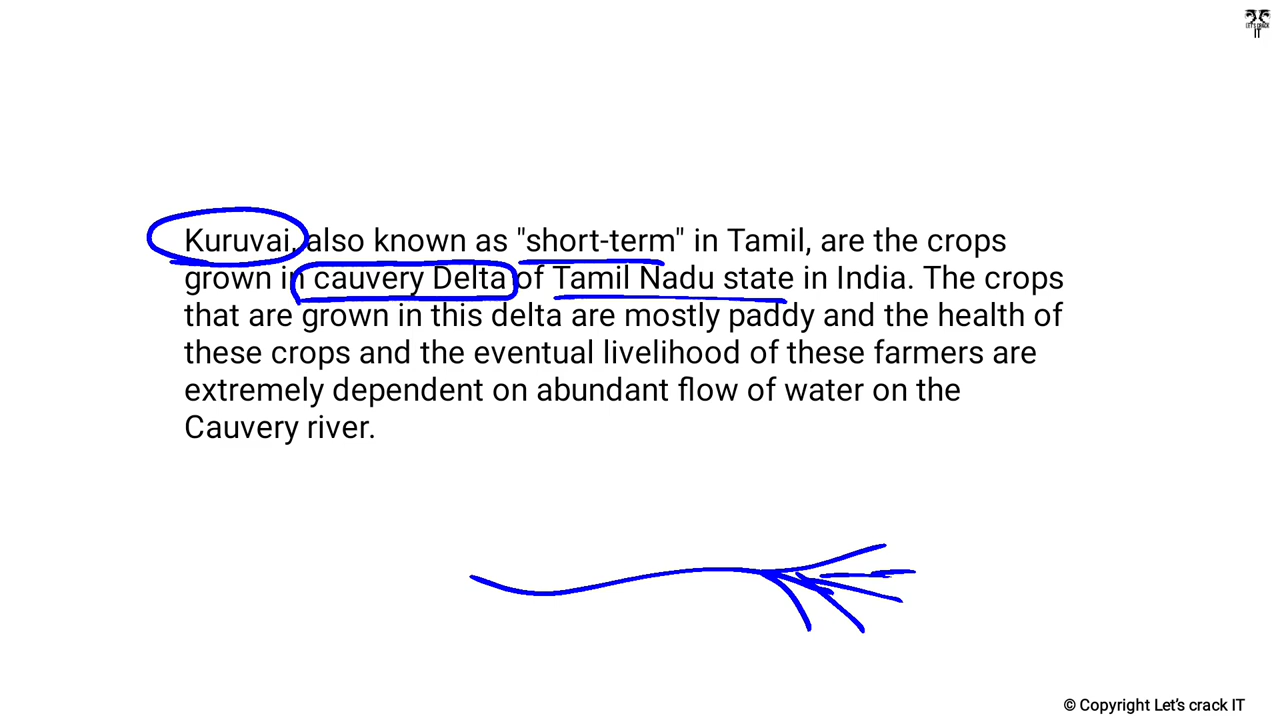 LET'S CRACK
IT
Kuruvai, also known as "short-term" in Tamil, are the crops
grown in cauvery Delta of Tamil Nadu state in India. The crops
that are grown in this delta are mostly paddy and the health of
these crops and the eventual livelihood of these farmers are
extremely dependent on abundant flow of water on the
Cauvery river.
© Copyright Let's crack IT